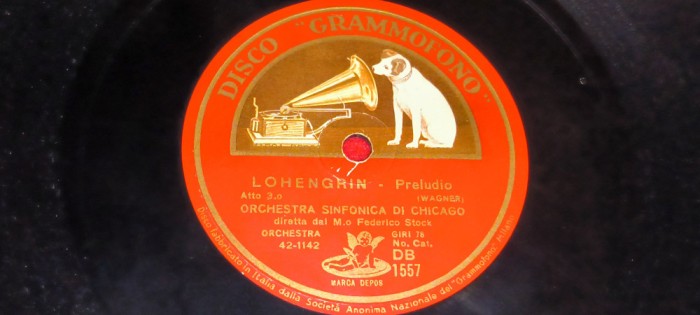 DISCO "GRAMMOFONO"
LOHENGRIN - Preludio
Atto 3.o (WAGNER)
ORCHESTRA SINFONICA DI CHICAGO
diretta dal M.o Federico Stock
ORCHESTRA GIRI 78
42-1142 No. Cat.
DB
1557
MARCA DEPOS
Disco fabbricato in Italia dalla Società Anonima Nazionale del "Grammofono" Milano